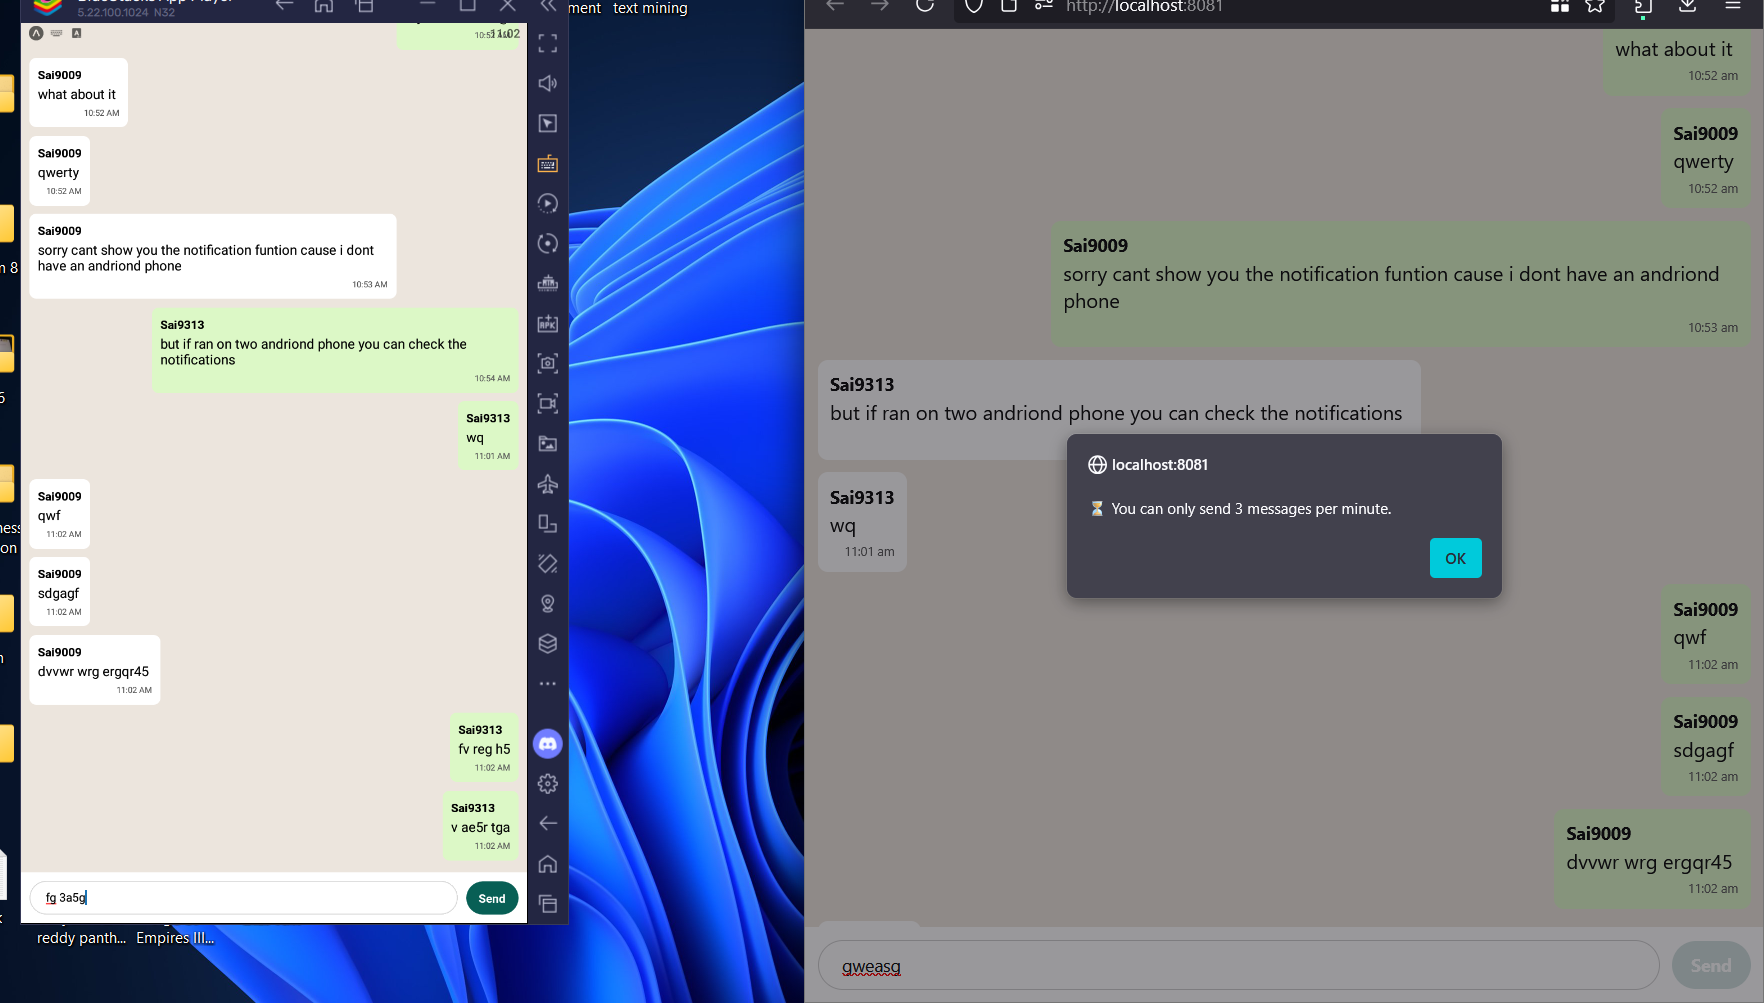 5.22.100.1024 N32
11:02
Sai9009
what about it
10:52 AM
Sai9009
qwerty
10:52 AM
Sai9009
sorry cant show you the notification funtion cause i dont
have an andriond phone
10:53 AM
Sai9313
but if ran on two andriond phone you can check the
notifications
10:54 AM
Sai9313
wq
11:01 AM
Sai9009
qwf
11:02 AM
Sai9009
sdgagf
11:02 AM
Sai9009
dvvwr wrg ergqr45
11:02 AM
Sai9313
fv reg h5
11:02 AM
Sai9313
v ae5r tga
11:02 AM
fg 3a5g
Send
APK
reddy panth...
Empires III...
text mining
http://localhost:8081
what about it
10:52 am
Sai9009
qwerty
10:52 am
Sai9009
sorry cant show you the notification funtion cause i dont have an andriond
phone
10:53 am
Sai9313
but if ran on two andriond phone you can check the notifications
localhost:8081
⏳ You can only send 3 messages per minute.
OK
Sai9313
wq
11:01 am
Sai9009
qwf
11:02 am
Sai9009
sdgagf
11:02 am
Sai9009
dvvwr wrg ergqr45
11:02 am
qweasg
Send